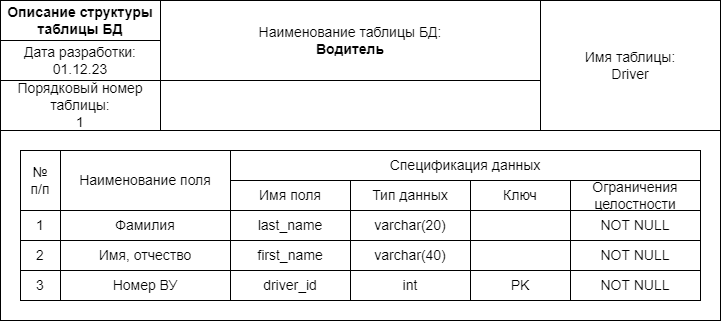 Описание структуры
таблицы БД
Дата разработки:
01.12.23
Порядковый номер
таблицы:
1
Наименование таблицы БД:
Водитель
Имя таблицы:
Driver
№
п/п
Наименование поля
Спецификация данных
Имя поля
Тип данных
Ключ
Ограничения
целостности
1 Фамилия last_name varchar(20) NOT NULL
2 Имя, отчество first_name varchar(40) NOT NULL
3 Номер ВУ driver_id int PK NOT NULL